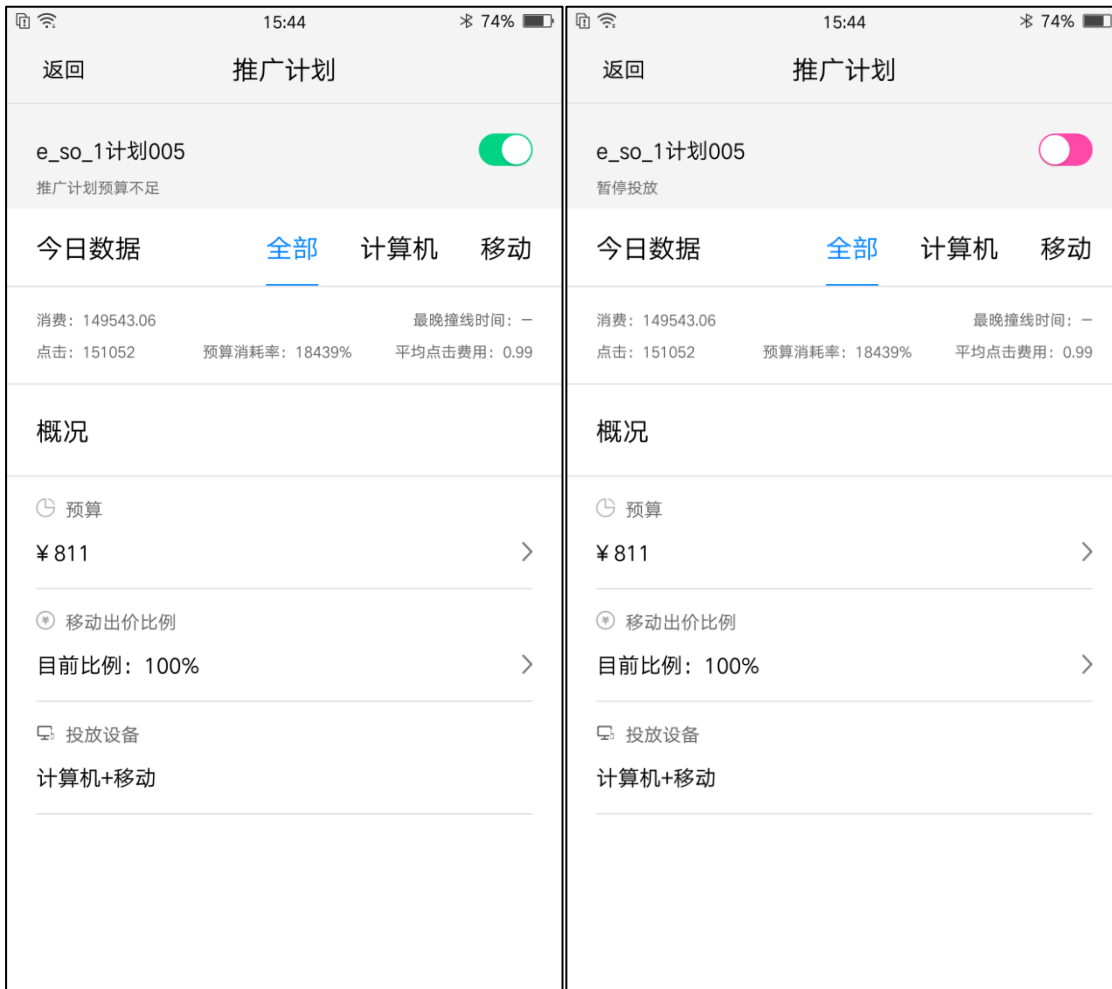 15:44
74%
返回
推广计划
e_so_1计划005
推广计划预算不足
今日数据
全部
计算机
移动
消费：149543.06
最晚撞线时间：—
点击：151052
预算消耗率：18439%
平均点击费用：0.99
概况
预算
¥ 811
移动出价比例
目前比例：100%
投放设备
计算机+移动
15:44
74%
返回
推广计划
e_so_1计划005
暂停投放
今日数据
全部
计算机
移动
消费：149543.06
最晚撞线时间：—
点击：151052
预算消耗率：18439%
平均点击费用：0.99
概况
预算
¥ 811
移动出价比例
目前比例：100%
投放设备
计算机+移动